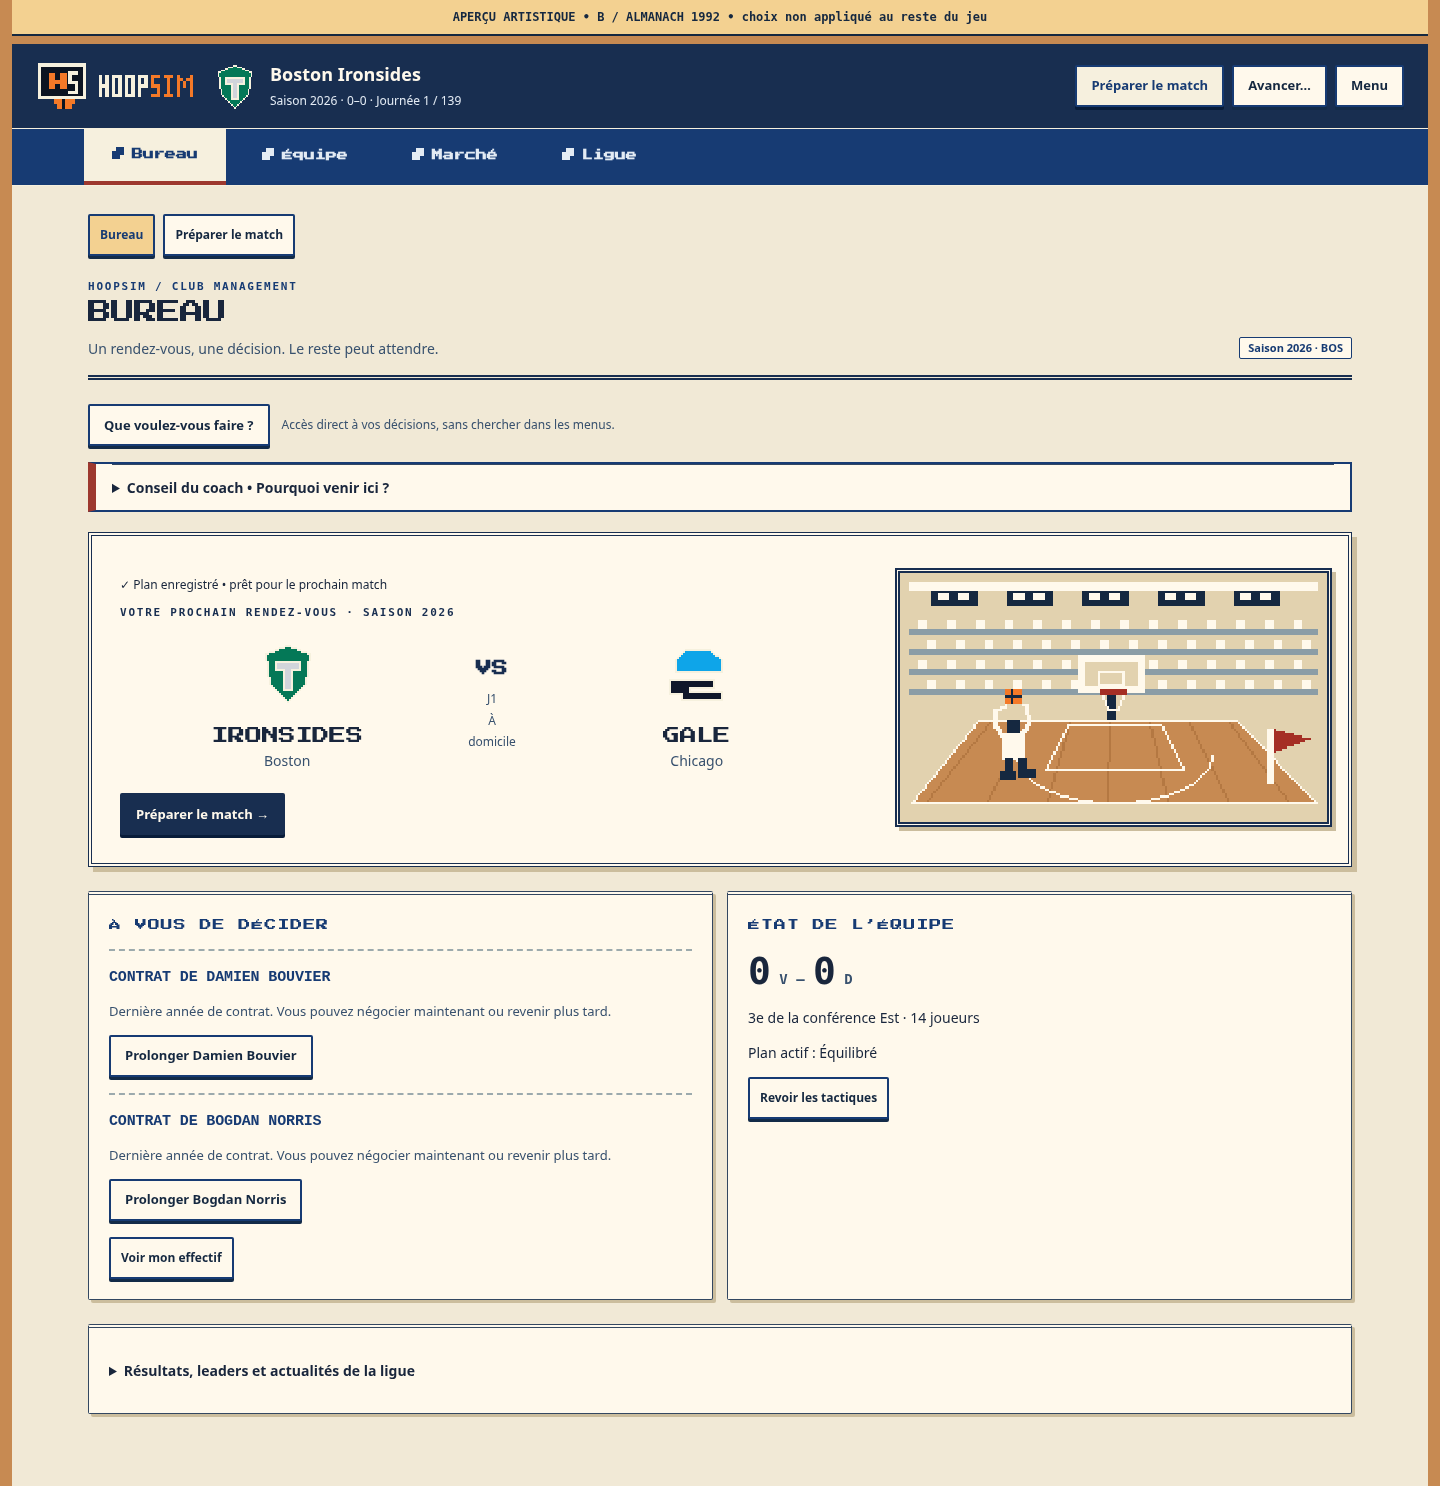 APERÇU ARTISTIQUE • B / ALMANACH 1992 • choix non appliqué au reste du jeu
HS HOOPSIM
T
Boston Ironsides
Saison 2026 · 0–0 · Journée 1 / 139
Préparer le match
Avancer...
Menu
Bureau
Équipe
Marché
Ligue
Bureau
Préparer le match
HOOPSIM / CLUB MANAGEMENT
BUREAU
Un rendez-vous, une décision. Le reste peut attendre.
Saison 2026 · BOS
Que voulez-vous faire ?
Accès direct à vos décisions, sans chercher dans les menus.
▶ Conseil du coach • Pourquoi venir ici ?
✓ Plan enregistré • prêt pour le prochain match
VOTRE PROCHAIN RENDEZ-VOUS · SAISON 2026
T
IRONSIDES
Boston
VS
J1
À
domicile
GALE
Chicago
Préparer le match →
À VOUS DE DÉCIDER
CONTRAT DE DAMIEN BOUVIER
Dernière année de contrat. Vous pouvez négocier maintenant ou revenir plus tard.
Prolonger Damien Bouvier
CONTRAT DE BOGDAN NORRIS
Dernière année de contrat. Vous pouvez négocier maintenant ou revenir plus tard.
Prolonger Bogdan Norris
Voir mon effectif
ÉTAT DE L'ÉQUIPE
0 V – 0 D
3e de la conférence Est · 14 joueurs
Plan actif : Équilibré
Revoir les tactiques
▶ Résultats, leaders et actualités de la ligue